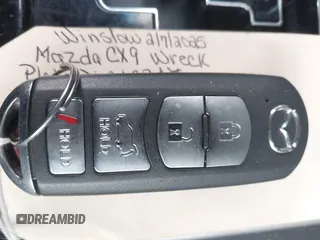 Winslow 2/7/2025
Mazda CX9 Wreck
HOLD
HOLD
DREAMBID